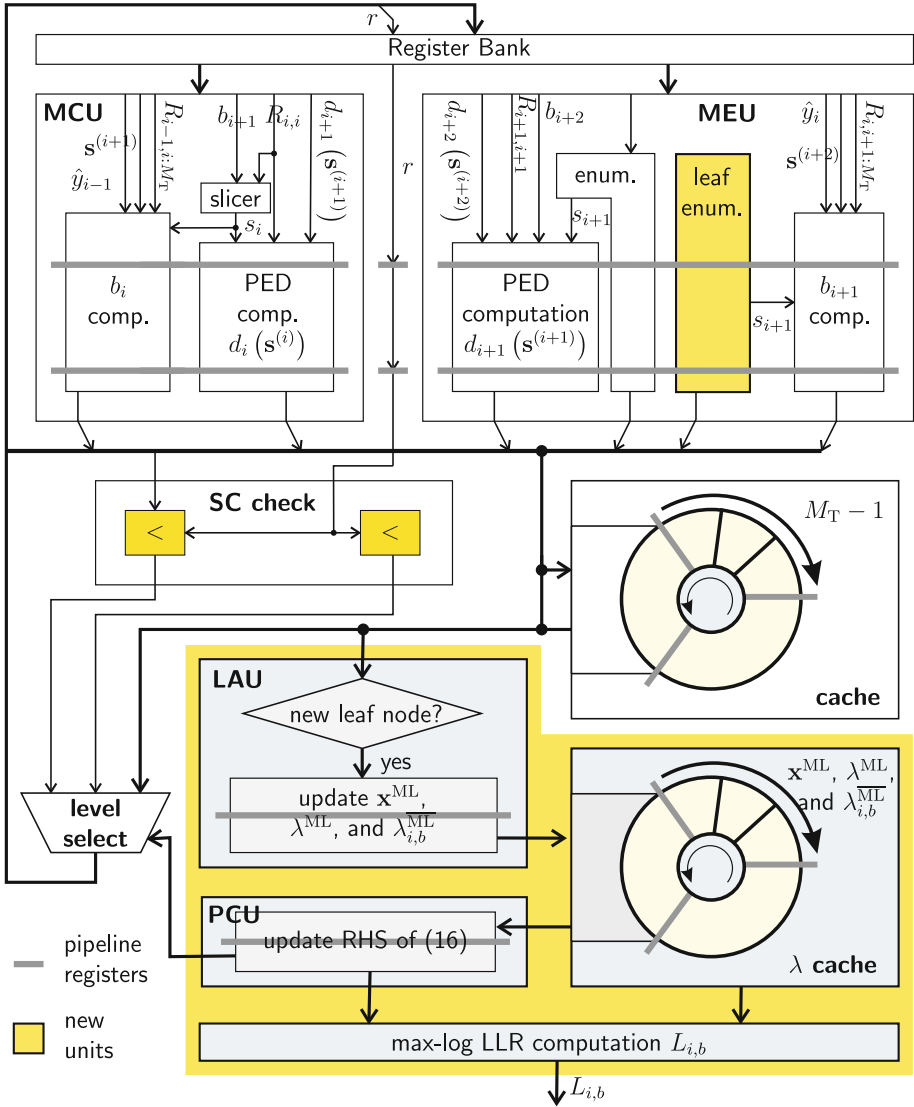 r
Register Bank
MCU
MEU
R_{i−1,i:M_T}
s^{(i+1)}
ŷ_{i−1}
b_{i+1}
R_{i,i}
d_{i+1} (s^{(i+1)})
slicer
s_i
r
d_{i+2} (s^{(i+2)})
R_{i+1,i+1}
b_{i+2}
enum.
s_{i+1}
leaf
enum.
ŷ_i
s^{(i+2)}
R_{i,i+1:M_T}
b_i
comp.
PED
comp.
d_i (s^{(i)})
PED
computation
d_{i+1} (s^{(i+1)})
s_{i+1}
b_{i+1}
comp.
SC check
<
<
M_T − 1
cache
LAU
new leaf node?
yes
update x^{ML},
λ^{ML}, and λ_{i,b}^{\overline{ML}}
x^{ML}, λ^{ML},
and λ_{i,b}^{\overline{ML}}
λ cache
level
select
PCU
update RHS of (16)
pipeline
registers
new
units
max-log LLR computation L_{i,b}
L_{i,b}